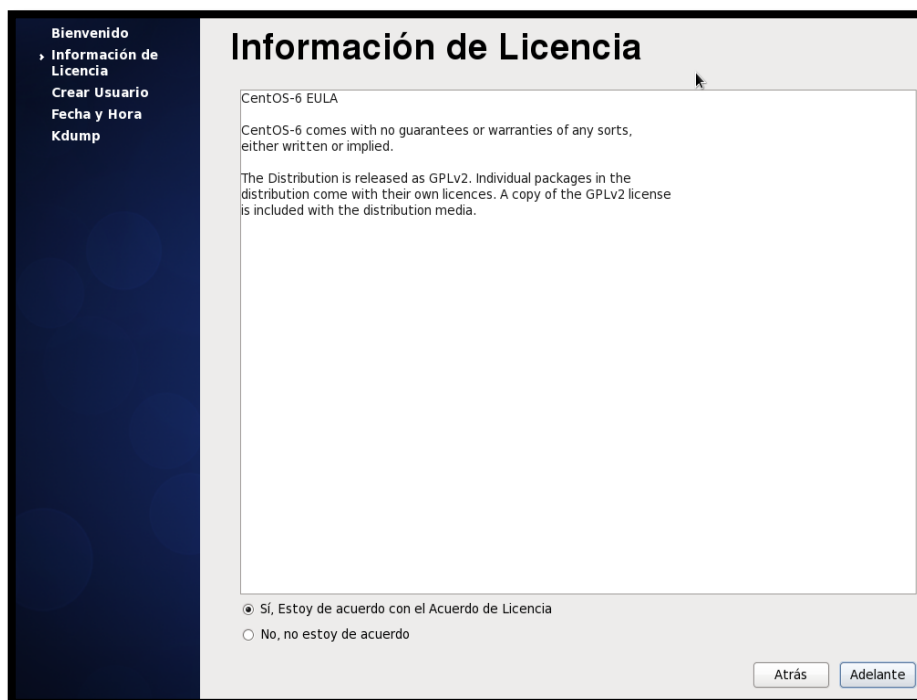 Bienvenido
Información de
Licencia
Crear Usuario
Fecha y Hora
Kdump
Información de Licencia
CentOS-6 EULA
CentOS-6 comes with no guarantees or warranties of any sorts,
either written or implied.
The Distribution is released as GPLv2. Individual packages in the
distribution come with their own licences. A copy of the GPLv2 license
is included with the distribution media.
Sí, Estoy de acuerdo con el Acuerdo de Licencia
No, no estoy de acuerdo
Atrás
Adelante